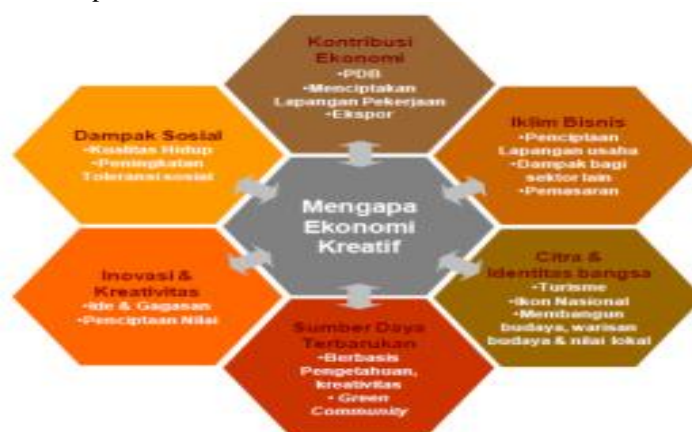 Kontribusi
Ekonomi
•PDB
•Menciptakan
Lapangan Pekerjaan
•Ekspor
Dampak Sosial
•Kualitas Hidup
•Peningkatan
Toleransi sosial
Iklim Bisnis
•Penciptaan
Lapangan usaha
•Dampak bagi
sektor lain
•Pemasaran
Mengapa
Ekonomi
Kreatif
Inovasi &
Kreativitas
•Ide & Gagasan
•Penciptaan Nilai
Citra &
Identitas bangsa
•Turisme
•Ikon Nasional
•Membangun
budaya, warisan
budaya & nilai lokal
Sumber Daya
Terbarukan
•Berbasis
Pengetahuan,
kreativitas
• Green
Community